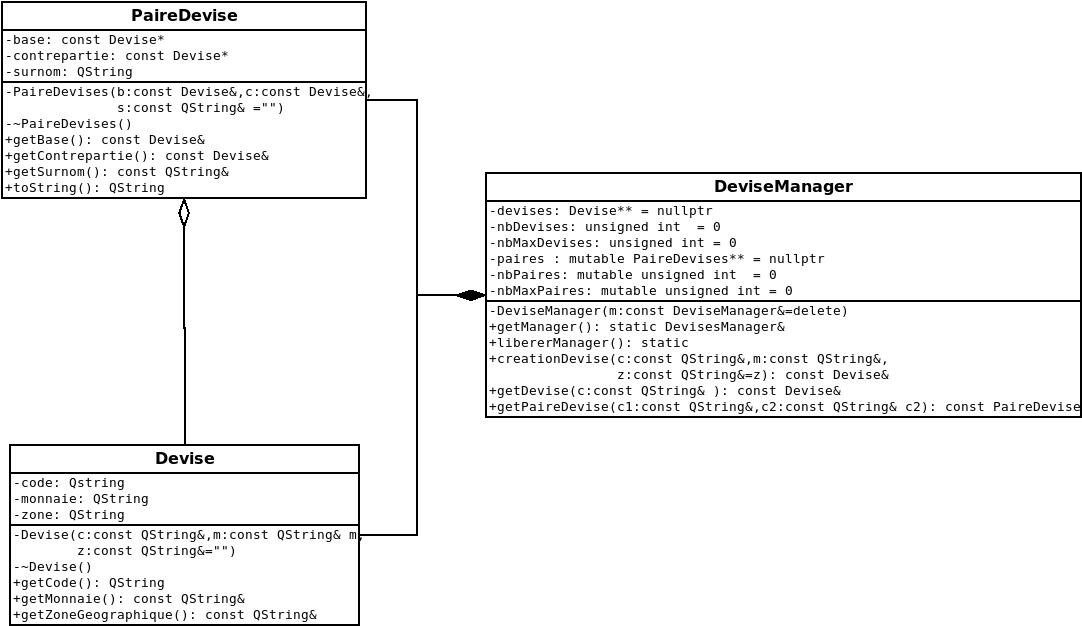 PaireDevise
-base: const Devise*
-contrepartie: const Devise*
-surnom: QString
-PaireDevises(b:const Devise&,c:const Devise&,
s:const QString& ="")
-~PaireDevises()
+getBase(): const Devise&
+getContrepartie(): const Devise&
+getSurnom(): const QString&
+toString(): QString
DeviseManager
-devises: Devise** = nullptr
-nbDevises: unsigned int  = 0
-nbMaxDevises: unsigned int = 0
-paires : mutable PaireDevises** = nullptr
-nbPaires: mutable unsigned int  = 0
-nbMaxPaires: mutable unsigned int = 0
-DeviseManager(m:const DeviseManager&=delete)
+getManager(): static DevisesManager&
+libererManager(): static
+creationDevise(c:const QString&,m:const QString&,
z:const QString&=z): const Devise&
+getDevise(c:const QString& ): const Devise&
+getPaireDevise(c1:const QString&,c2:const QString& c2): const PaireDevise
Devise
-code: Qstring
-monnaie: QString
-zone: QString
-Devise(c:const QString&,m:const QString& m,
z:const QString&="")
-~Devise()
+getCode(): QString
+getMonnaie(): const QString&
+getZoneGeographique(): const QString&